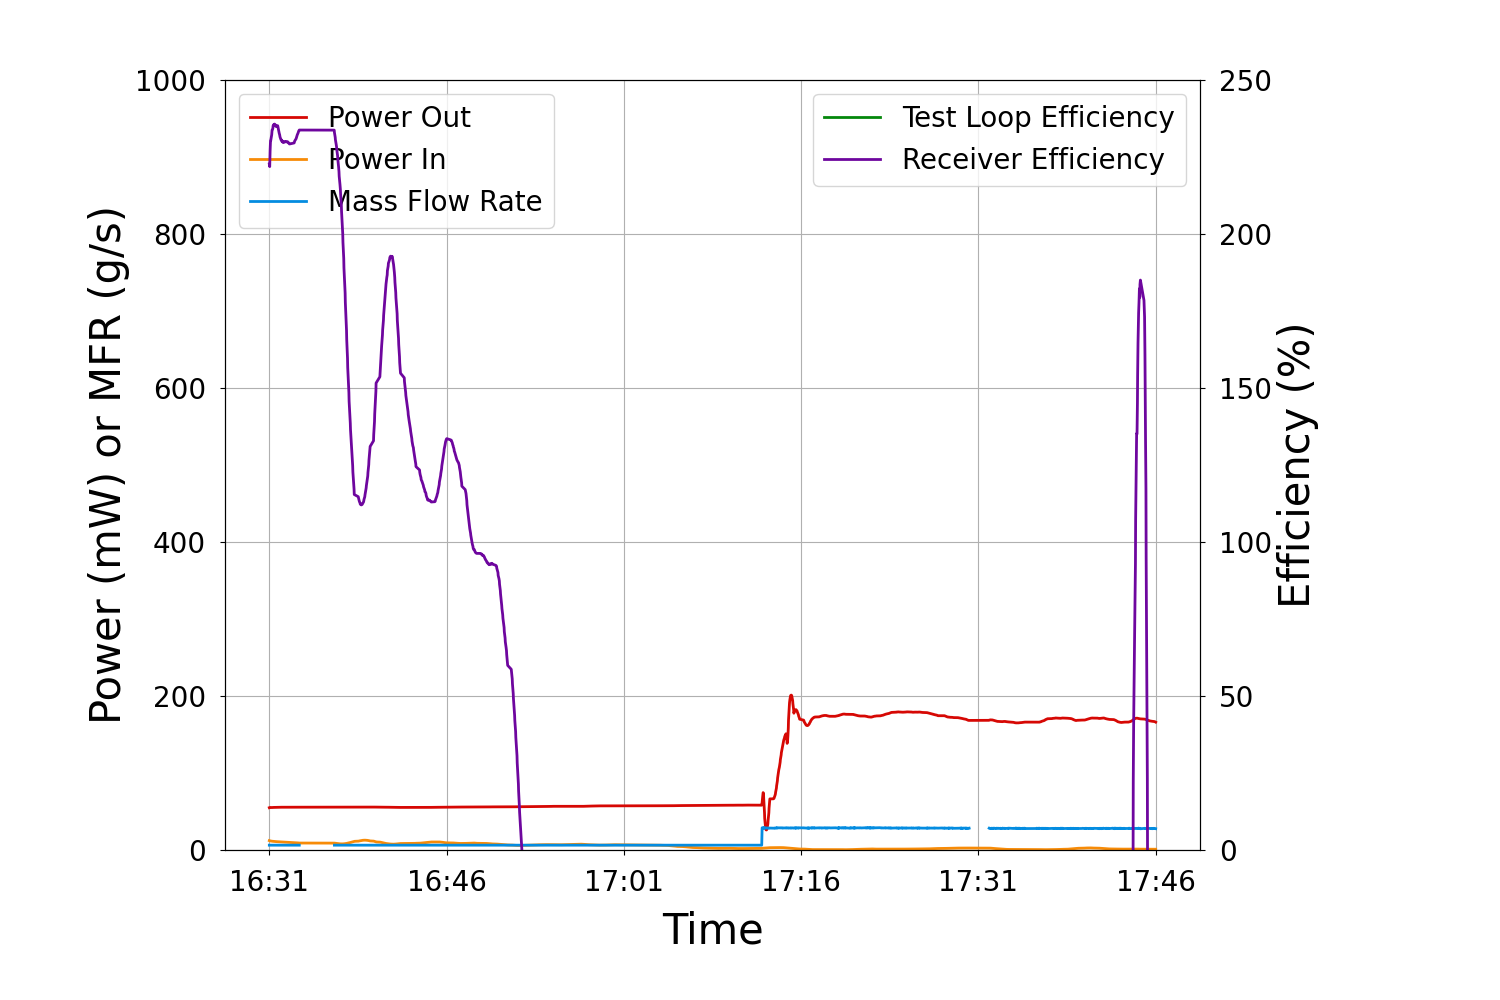 1000
800
600
400
200
0
Power (mW) or MFR (g/s)
Power Out
Power In
Mass Flow Rate
Test Loop Efficiency
Receiver Efficiency
250
200
150
100
50
0
Efficiency (%)
16:31 16:46 17:01 17:16 17:31 17:46
Time